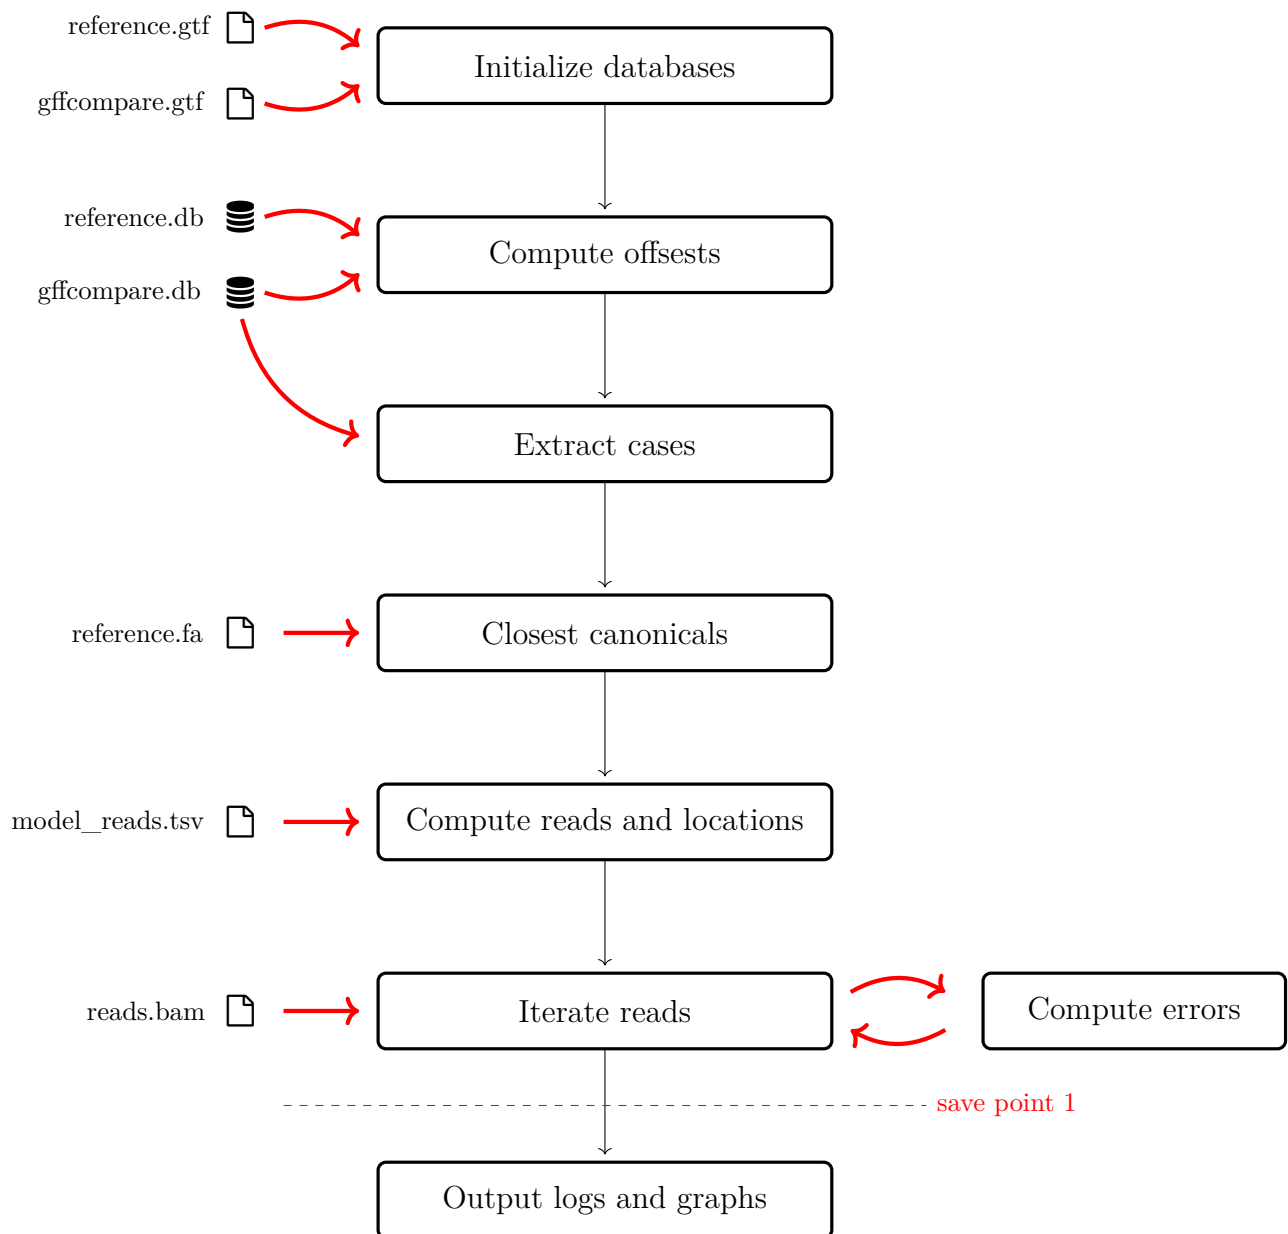 reference.gtf
Initialize databases
gffcompare.gtf
reference.db
Compute offsests
gffcompare.db
Extract cases
reference.fa
Closest canonicals
model_reads.tsv
Compute reads and locations
reads.bam
Iterate reads
Compute errors
save point 1
Output logs and graphs